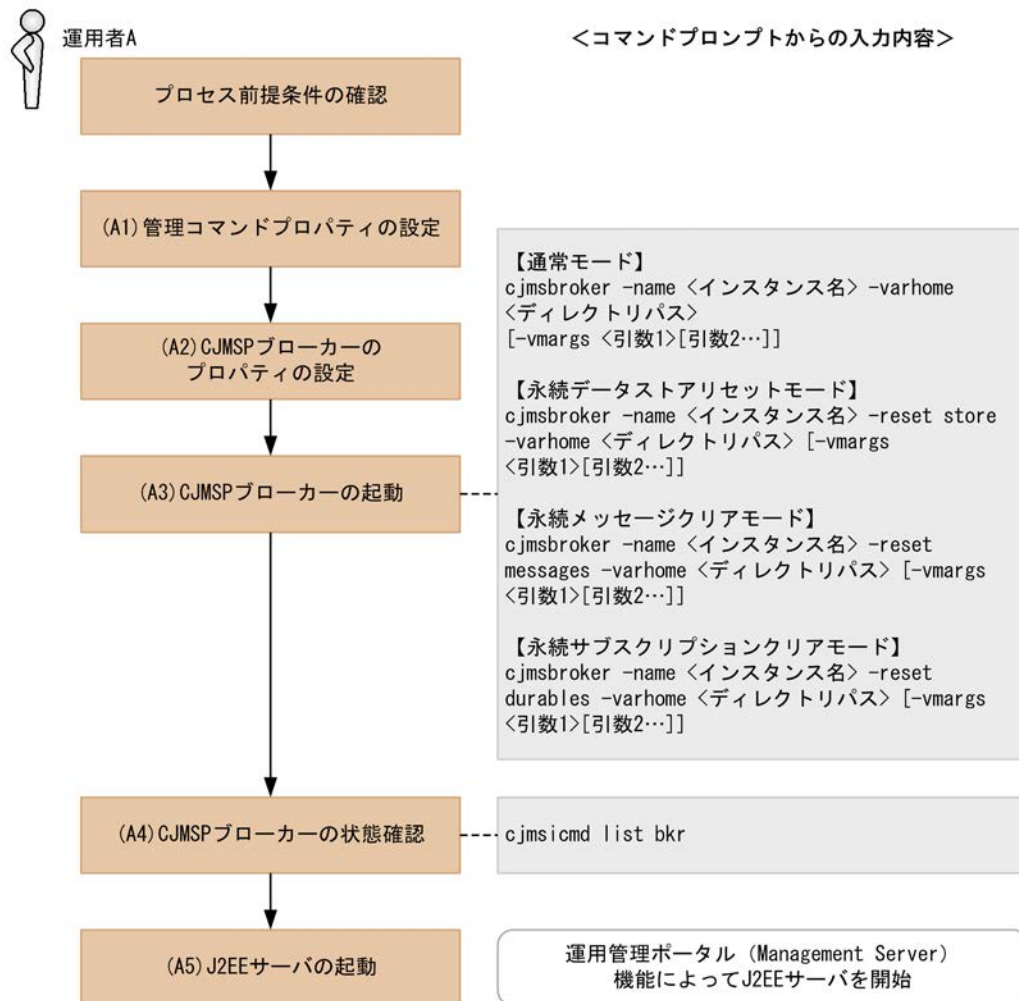 運用者A
<コマンドプロンプトからの入力内容>
プロセス前提条件の確認
(A1)管理コマンドプロパティの設定
(A2)CJMSPブローカーの
プロパティの設定
(A3)CJMSPブローカーの起動
【通常モード】
cjmsbroker -name <インスタンス名> -varhome
<ディレクトリパス>
[-vmargs <引数1>[引数2…]]
【永続データストアリセットモード】
cjmsbroker -name <インスタンス名> -reset store
-varhome <ディレクトリパス> [-vmargs
<引数1>[引数2…]]
【永続メッセージクリアモード】
cjmsbroker -name <インスタンス名> -reset
messages -varhome <ディレクトリパス> [-vmargs
<引数1>[引数2…]]
【永続サブスクリプションクリアモード】
cjmsbroker -name <インスタンス名> -reset
durables -varhome <ディレクトリパス> [-vmargs
<引数1>[引数2…]]
(A4)CJMSPブローカーの状態確認
cjmsicmd list bkr
(A5)J2EEサーバの起動
運用管理ポータル (Management Server)
機能によってJ2EEサーバを開始